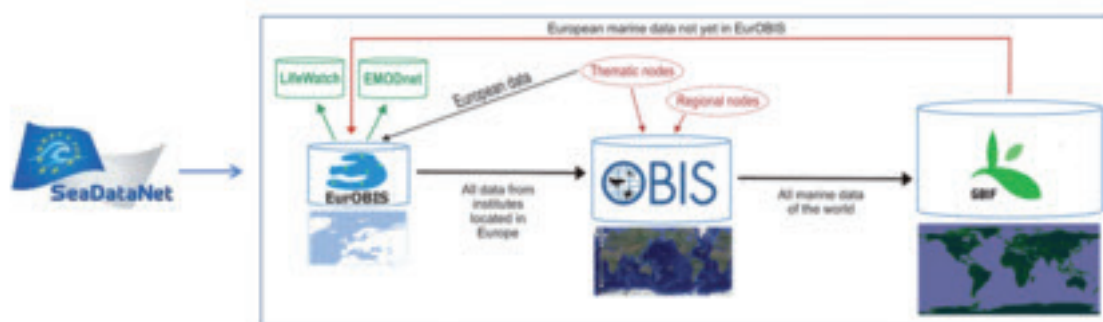 European marine data not yet in EurOBIS
LifeWatch
EMODnet
European data
Thematic nodes
Regional nodes
SeaDataNet
EurOBIS
All data from
institutes
located in
Europe
OBIS
All marine data
of the world
GBIF